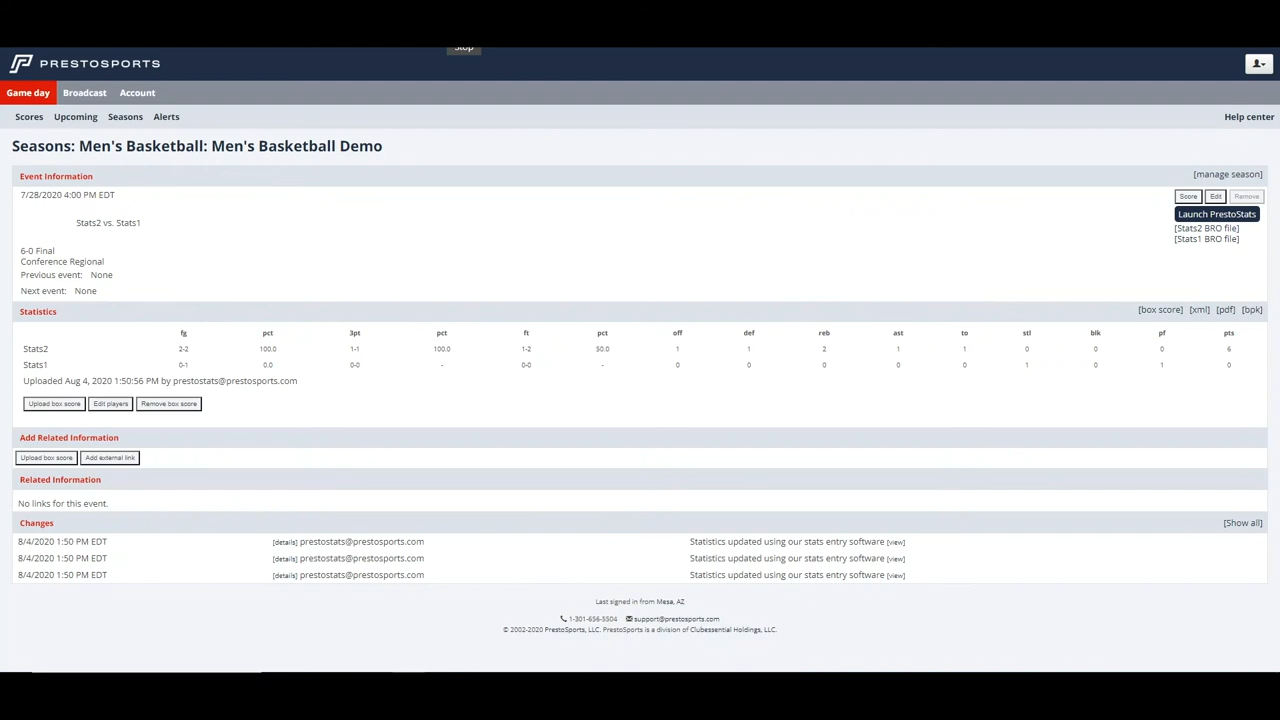 Stop
PRESTOSPORTS
Game day Broadcast Account
Scores Upcoming Seasons Alerts Help center
Seasons: Men's Basketball: Men's Basketball Demo
Event Information [manage season]
7/28/2020 4:00 PM EDT
Score Edit Remove
Launch PrestoStats
Stats2 vs. Stats1
[Stats2 BRO file]
[Stats1 BRO file]
6-0 Final
Conference Regional
Previous event: None
Next event: None
Statistics [box score] [xml] [pdf] [bpk]
fg pct 3pt pct ft pct off def reb ast to stl blk pf pts
Stats2 2-2 100.0 1-1 100.0 1-2 50.0 1 1 2 1 1 0 0 0 6
Stats1 0-1 0.0 0-0 - 0-0 - 0 0 0 0 0 1 0 1 0
Uploaded Aug 4, 2020 1:50:56 PM by prestostats@prestosports.com
Upload box score Edit players Remove box score
Add Related Information
Upload box score Add external link
Related Information
No links for this event.
Changes [Show all]
8/4/2020 1:50 PM EDT [details] prestostats@prestosports.com Statistics updated using our stats entry software [view]
8/4/2020 1:50 PM EDT [details] prestostats@prestosports.com Statistics updated using our stats entry software [view]
8/4/2020 1:50 PM EDT [details] prestostats@prestosports.com Statistics updated using our stats entry software [view]
Last signed in from Mesa, AZ
1-301-656-5504 support@prestosports.com
© 2002-2020 PrestoSports, LLC. PrestoSports is a division of Clubessential Holdings, LLC.